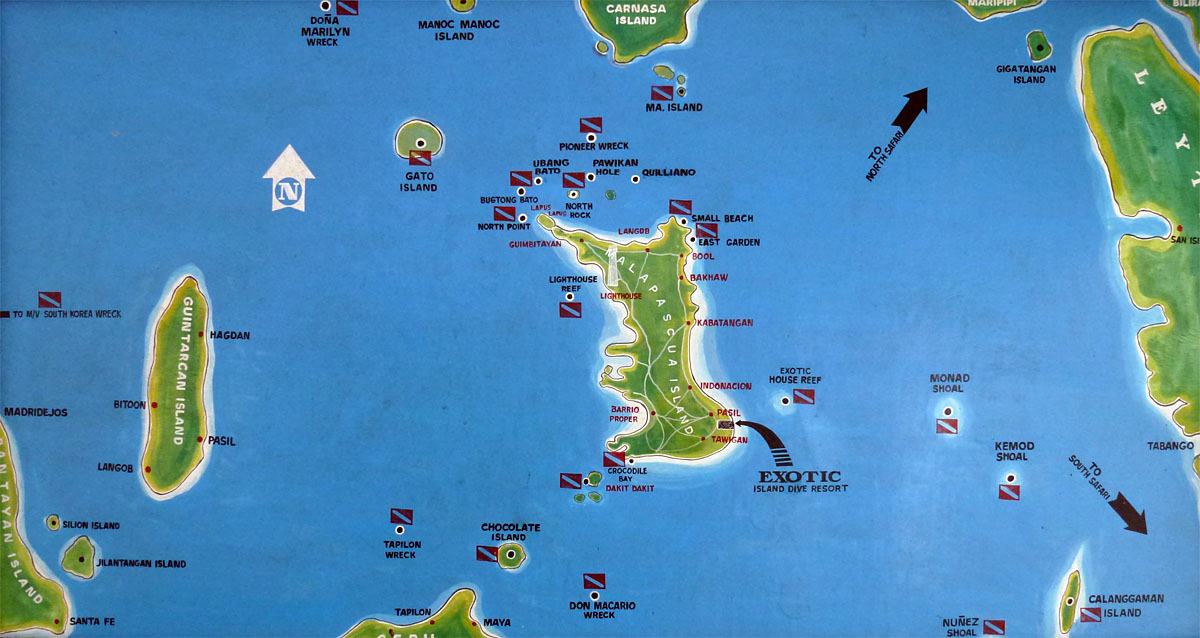 DOÑA
MARILYN
WRECK
MANOC MANOC
ISLAND
CARNASA
ISLAND
MARIPIPI
BILIRA
GIGATANGAN
ISLAND
MA. ISLAND
LEYT
TO
NORTH SAFARI
PIONEER WRECK
GATO
ISLAND
UBANG
BATO
PAWIKAN
HOLE
QUILLIANO
BUGTONG BATO
LAPUS
LAPUS
NORTH
ROCK
NORTH POINT
SMALL BEACH
EAST GARDEN
N
GUIMBITAYAN
LANGOB
BOOL
BAKHAW
SAN ISI
LIGHTHOUSE
REEF
LIGHTHOUSE
MALAPASCUA ISLAND
KABATANGAN
TO M/V SOUTH KOREA WRECK
GUINTARCAN ISLAND
HAGDAN
BITOON
PASIL
LANGOB
MADRIDEJOS
EXOTIC
HOUSE REEF
INDONACION
BARRIO
PROPER
PASIL
TAWIGAN
MONAD
SHOAL
KEMOD
SHOAL
TABANGO
TO
SOUTH SAFARI
CROCODILE
BAY
DAKIT DAKIT
EXOTIC
ISLAND DIVE RESORT
BANTAYAN ISLAND
SILION ISLAND
JILANTANGAN ISLAND
SANTA FE
TAPILON
WRECK
CHOCOLATE
ISLAND
DON MACARIO
WRECK
TAPILON
MAYA
CEBU
CALANGGAMAN
ISLAND
NUÑEZ
SHOAL